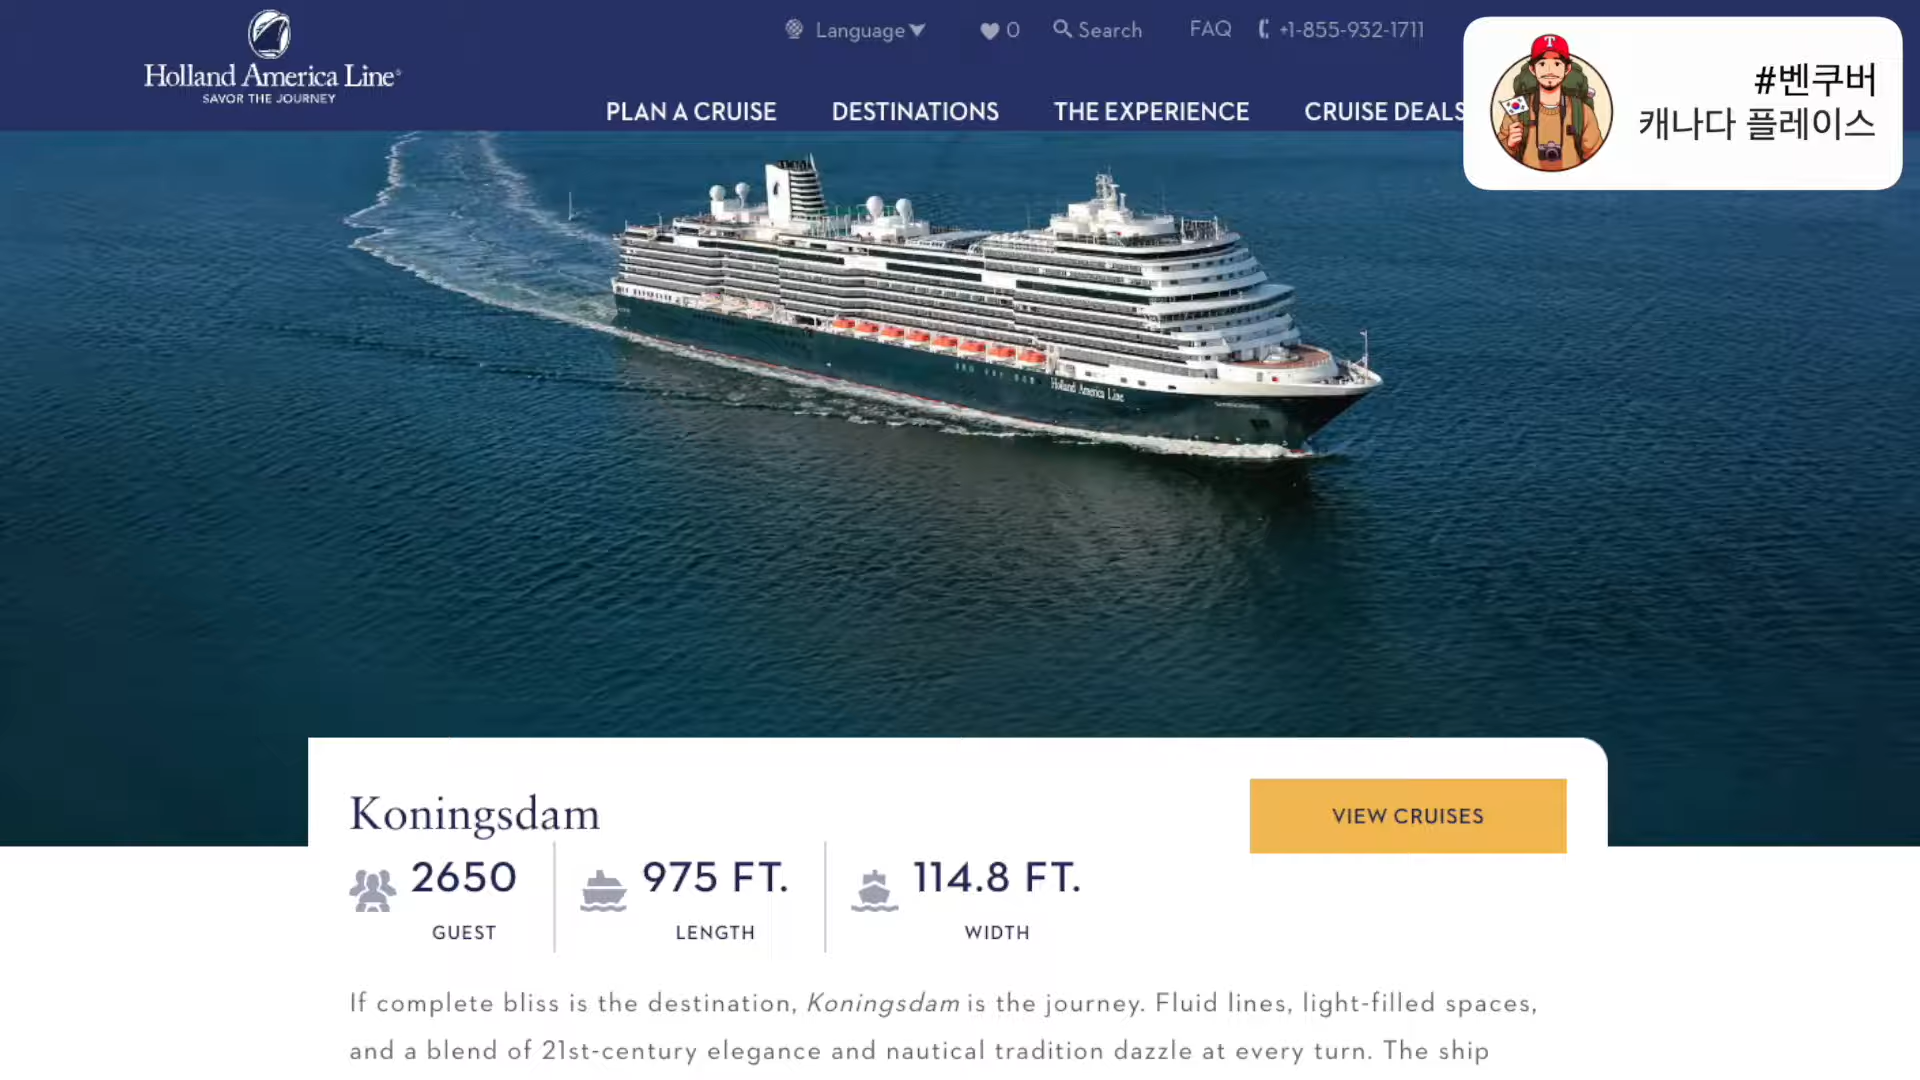 Holland America Line®
SAVOR THE JOURNEY
Language
0
Search
FAQ
+1-855-932-1711
PLAN A CRUISE
DESTINATIONS
THE EXPERIENCE
CRUISE DEALS
T
#벤쿠버
캐나다 플레이스
Holland America Line
Koningsdam
VIEW CRUISES
2650
GUEST
975 FT.
LENGTH
114.8 FT.
WIDTH
If complete bliss is the destination, Koningsdam is the journey. Fluid lines, light-filled spaces,
and a blend of 21st-century elegance and nautical tradition dazzle at every turn. The ship